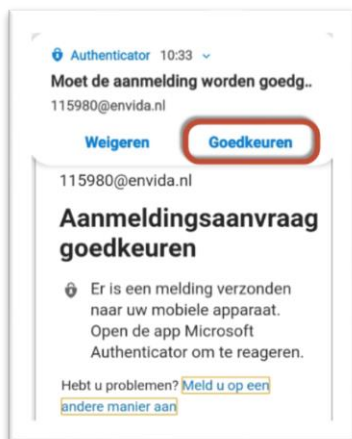 Authenticator 10:33
Moet de aanmelding worden goedg..
115980@envida.nl
Weigeren Goedkeuren
115980@envida.nl
Aanmeldingsaanvraag
goedkeuren
Er is een melding verzonden
naar uw mobiele apparaat.
Open de app Microsoft
Authenticator om te reageren.
Hebt u problemen? Meld u op een
andere manier aan